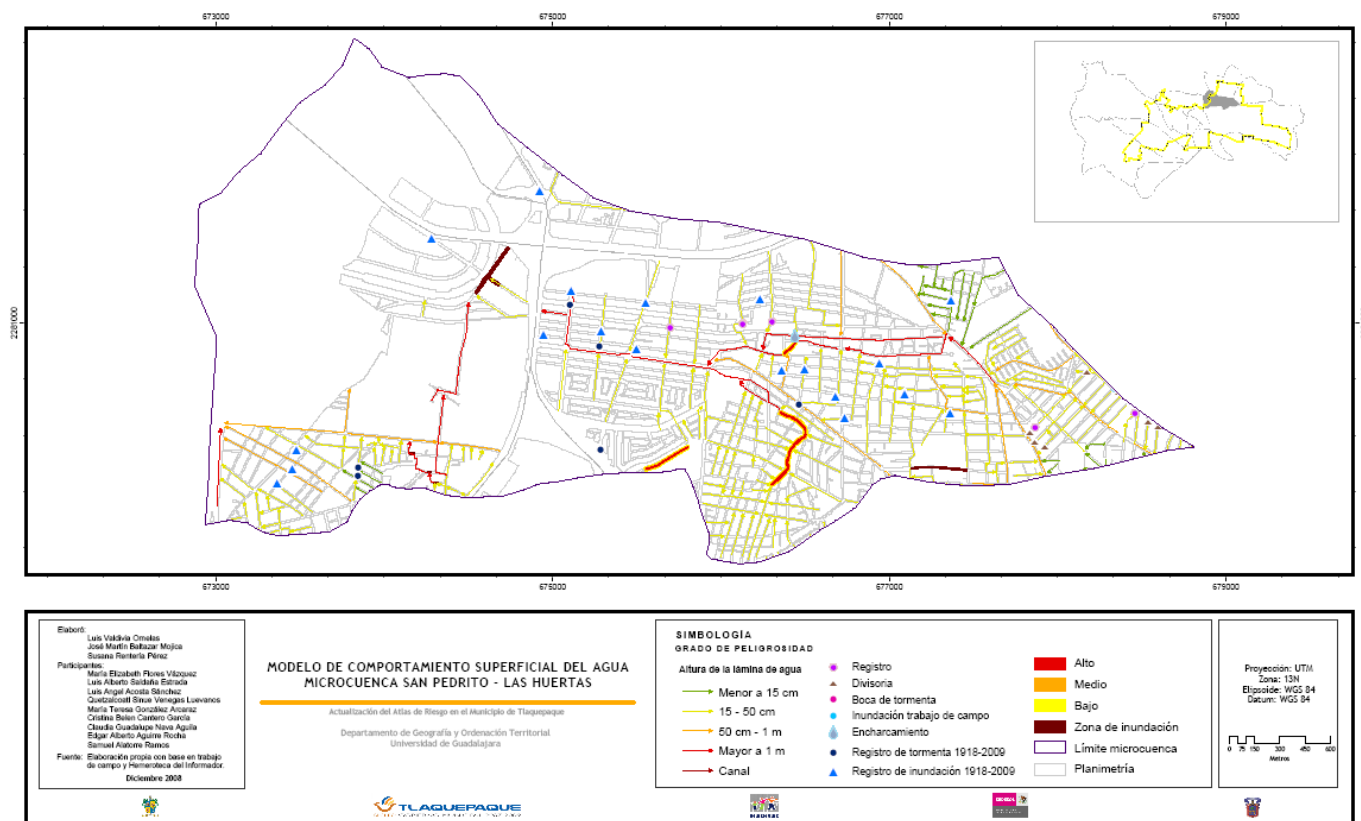 673000
675000
677000
679000
2281000
673000
675000
677000
679000
Elaboró:
Luis Valdivia Ornelas
José Martín Baltazar Mojica
Susana Rentería Pérez
Participantes:
María Elizabeth Flores Vázquez
Luis Alberto Saldaña Estrada
Luis Angel Acosta Sánchez
Quetzalcoatl Sinue Venegas Luevanos
María Teresa González Arcaraz
Cristina Belen Cantero García
Claudia Guadalupe Nava Aguila
Edgar Alberto Aguirre Rocha
Samuel Alatorre Ramos
Fuente: Elaboración propia con base en trabajo
de campo y Hemeroteca del Informador.
Diciembre 2008
MODELO DE COMPORTAMIENTO SUPERFICIAL DEL AGUA
MICROCUENCA SAN PEDRITO - LAS HUERTAS
Actualización del Atlas de Riesgo en el Municipio de Tlaquepaque
Departamento de Geografía y Ordenación Territorial
Universidad de Guadalajara
SIMBOLOGÍA
GRADO DE PELIGROSIDAD
Altura de la lámina de agua
Menor a 15 cm
15 - 50 cm
50 cm - 1 m
Mayor a 1 m
Canal
Registro
Divisoria
Boca de tormenta
Inundación trabajo de campo
Encharcamiento
Registro de tormenta 1918-2009
Registro de inundación 1918-2009
Alto
Medio
Bajo
Zona de inundación
Límite microcuenca
Planimetría
Proyección: UTM
Zona: 13N
Elipsoide: WGS 84
Datum: WGS 84
0 75 150 300 450 600
Metros
TLAQUEPAQUE